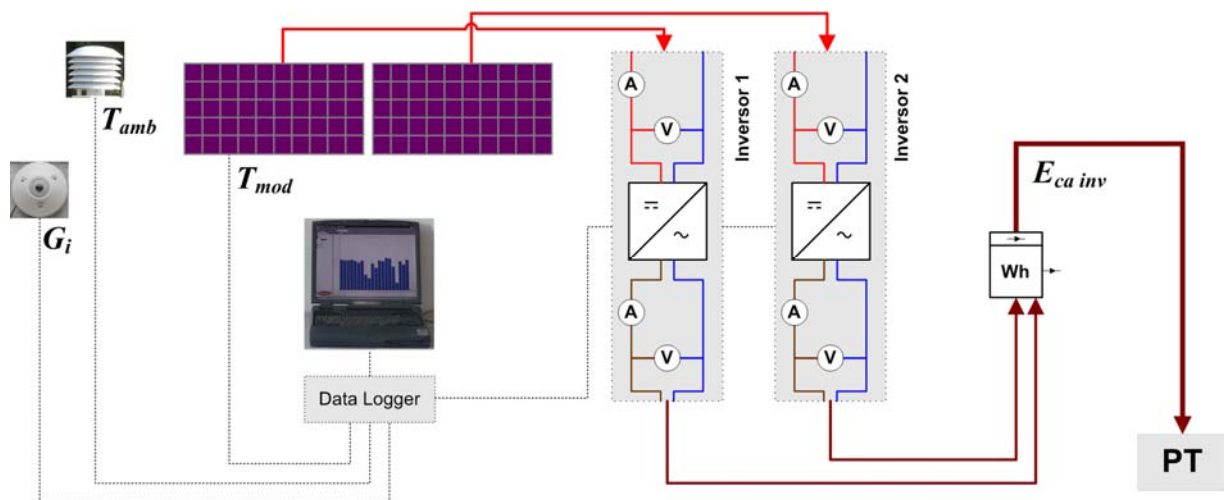 T_amb
T_mod
G_i
Data Logger
A
V
A
V
Inversor 1
A
V
A
V
Inversor 2
E_ca inv
Wh
PT